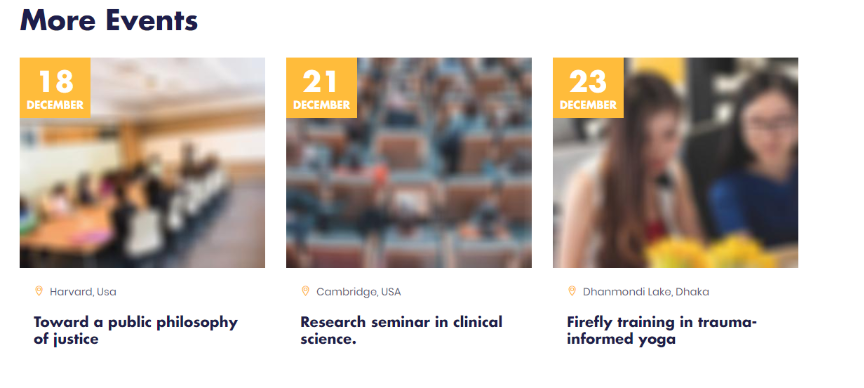 More Events
18
DECEMBER
21
DECEMBER
23
DECEMBER
Harvard, Usa
Cambridge, USA
Dhanmondi Lake, Dhaka
Toward a public philosophy
of justice
Research seminar in clinical
science.
Firefly training in trauma-
informed yoga